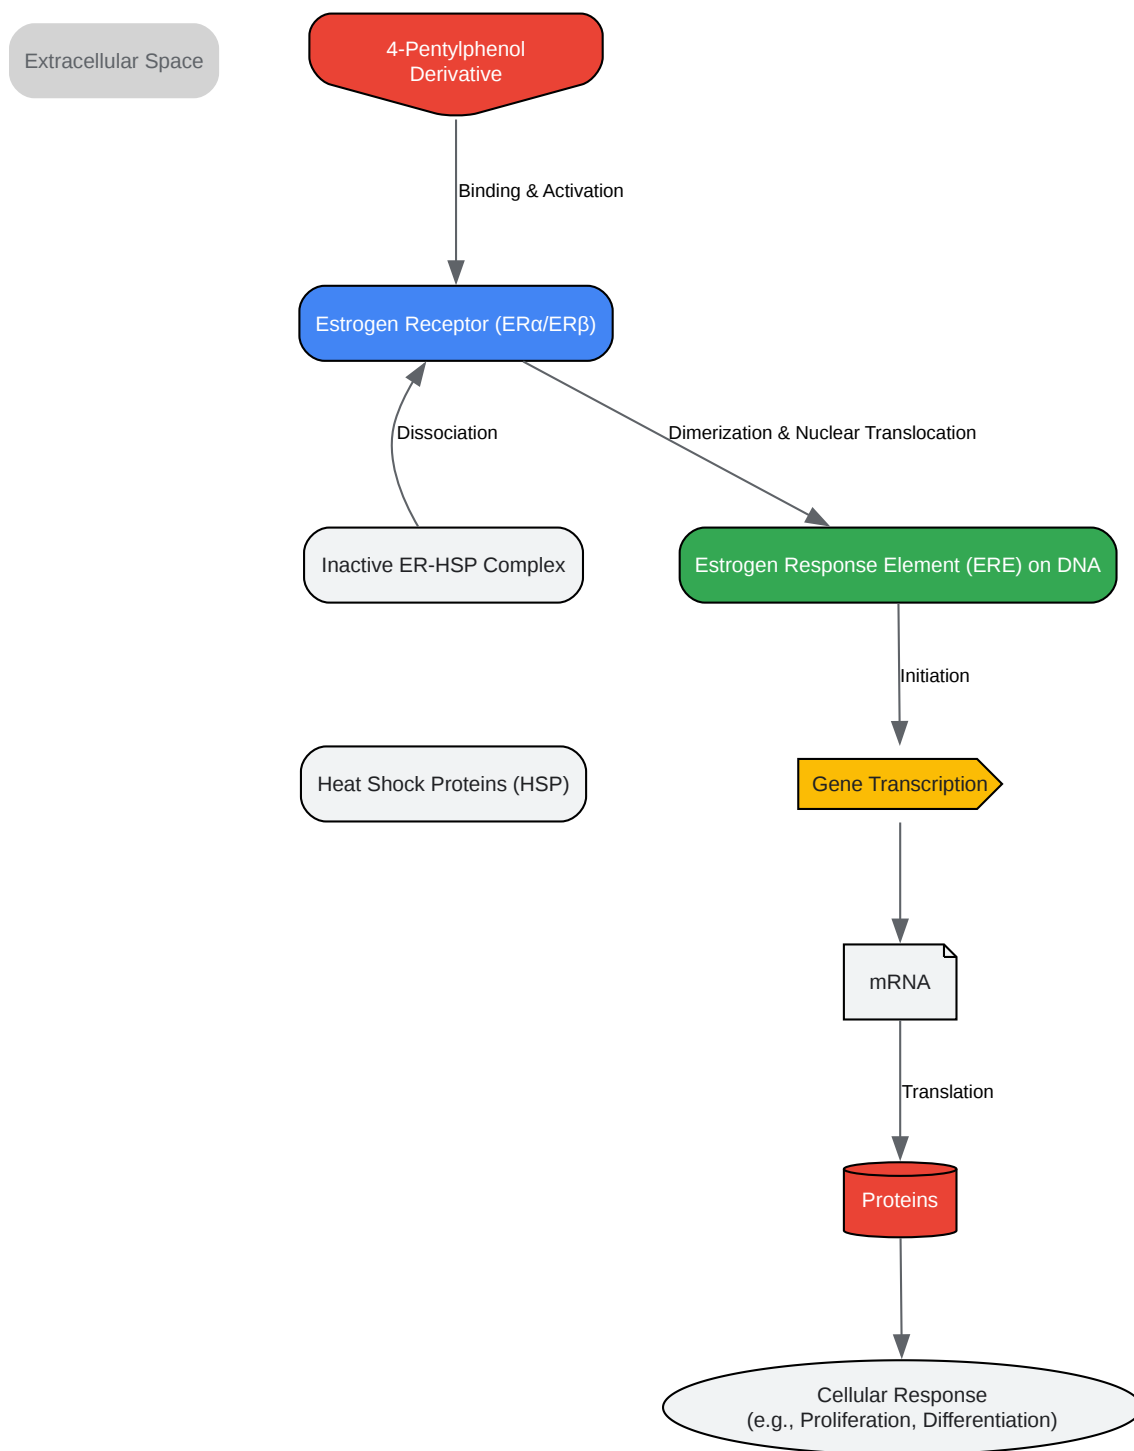 Extracellular Space
4-Pentylphenol
Derivative
Binding & Activation
Estrogen Receptor (ERα/ERβ)
Dissociation
Dimerization & Nuclear Translocation
Inactive ER-HSP Complex
Estrogen Response Element (ERE) on DNA
Initiation
Heat Shock Proteins (HSP)
Gene Transcription
mRNA
Translation
Proteins
Cellular Response
(e.g., Proliferation, Differentiation)